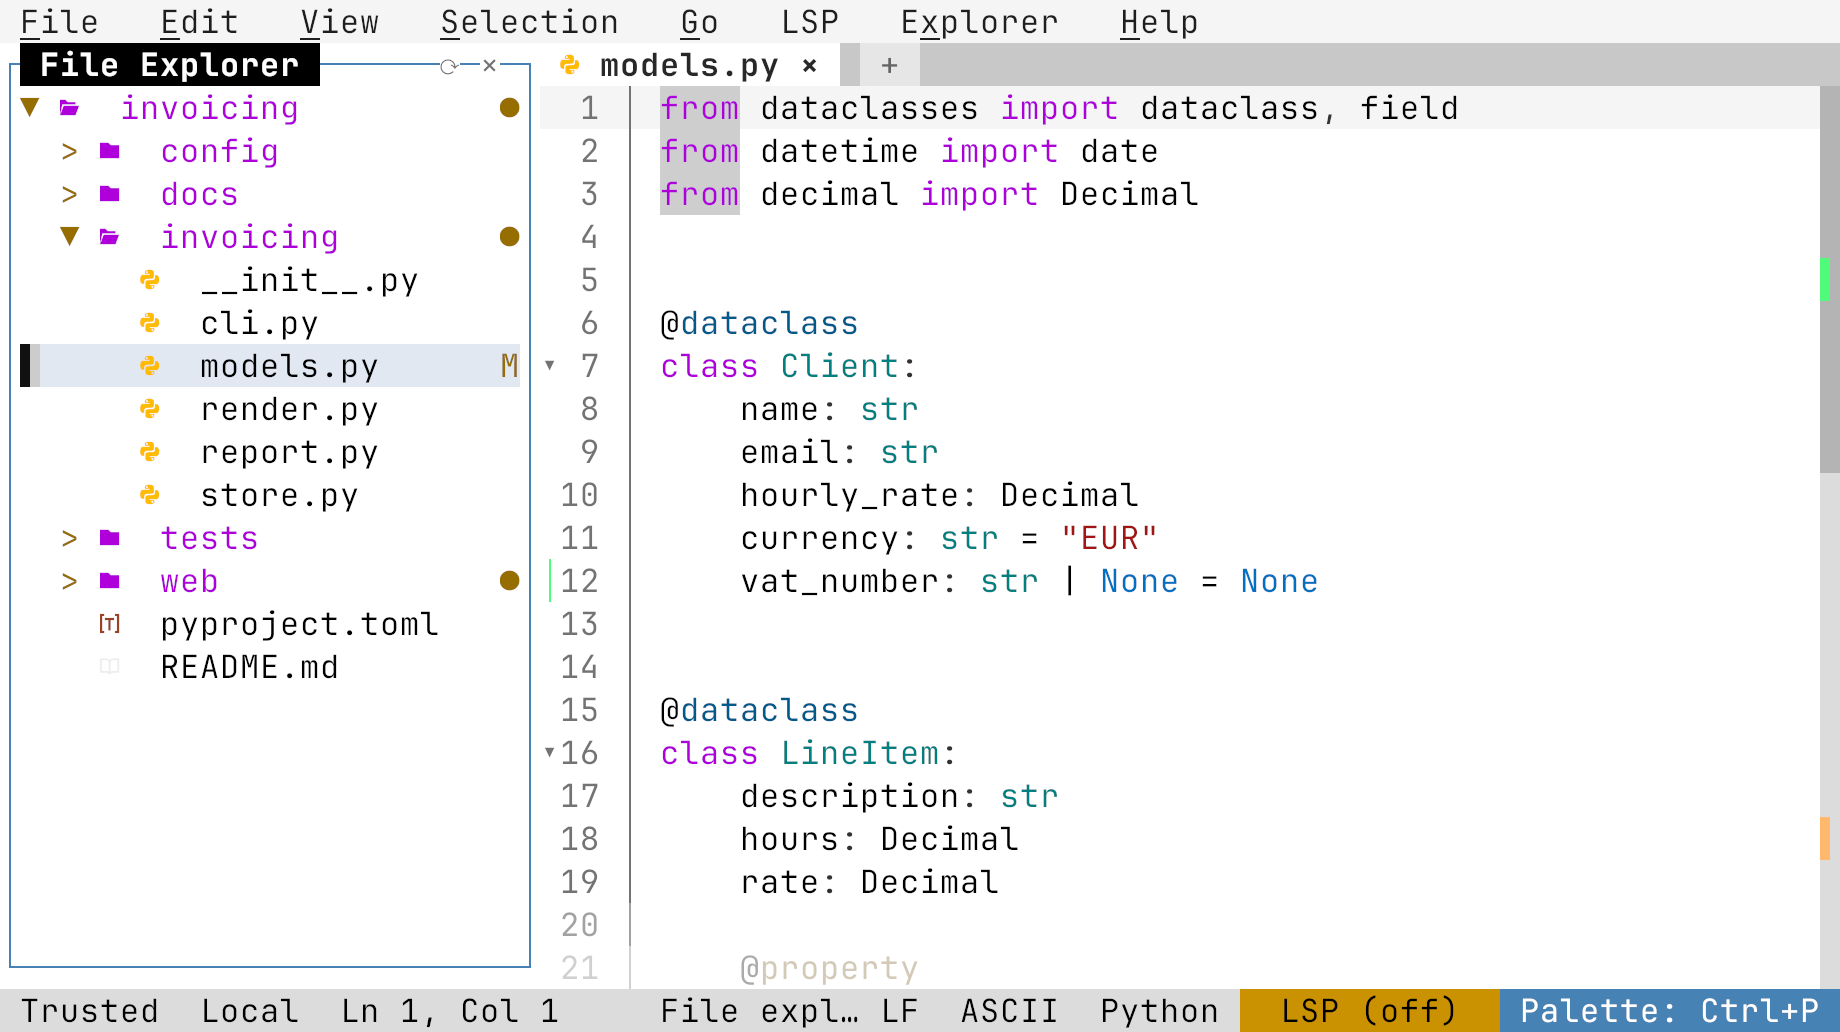 File Edit View Selection Go LSP Explorer Help
File Explorer
invoicing
config
docs
invoicing
__init__.py
cli.py
models.py M
render.py
report.py
store.py
tests
web
pyproject.toml
README.md
models.py × +
1 from dataclasses import dataclass, field
2 from datetime import date
3 from decimal import Decimal
4
5
6 @dataclass
7 class Client:
8 name: str
9 email: str
10 hourly_rate: Decimal
11 currency: str = "EUR"
12 vat_number: str | None = None
13
14
15 @dataclass
16 class LineItem:
17 description: str
18 hours: Decimal
19 rate: Decimal
20
21 @property
Trusted Local Ln 1, Col 1 File expl… LF ASCII Python LSP (off) Palette: Ctrl+P